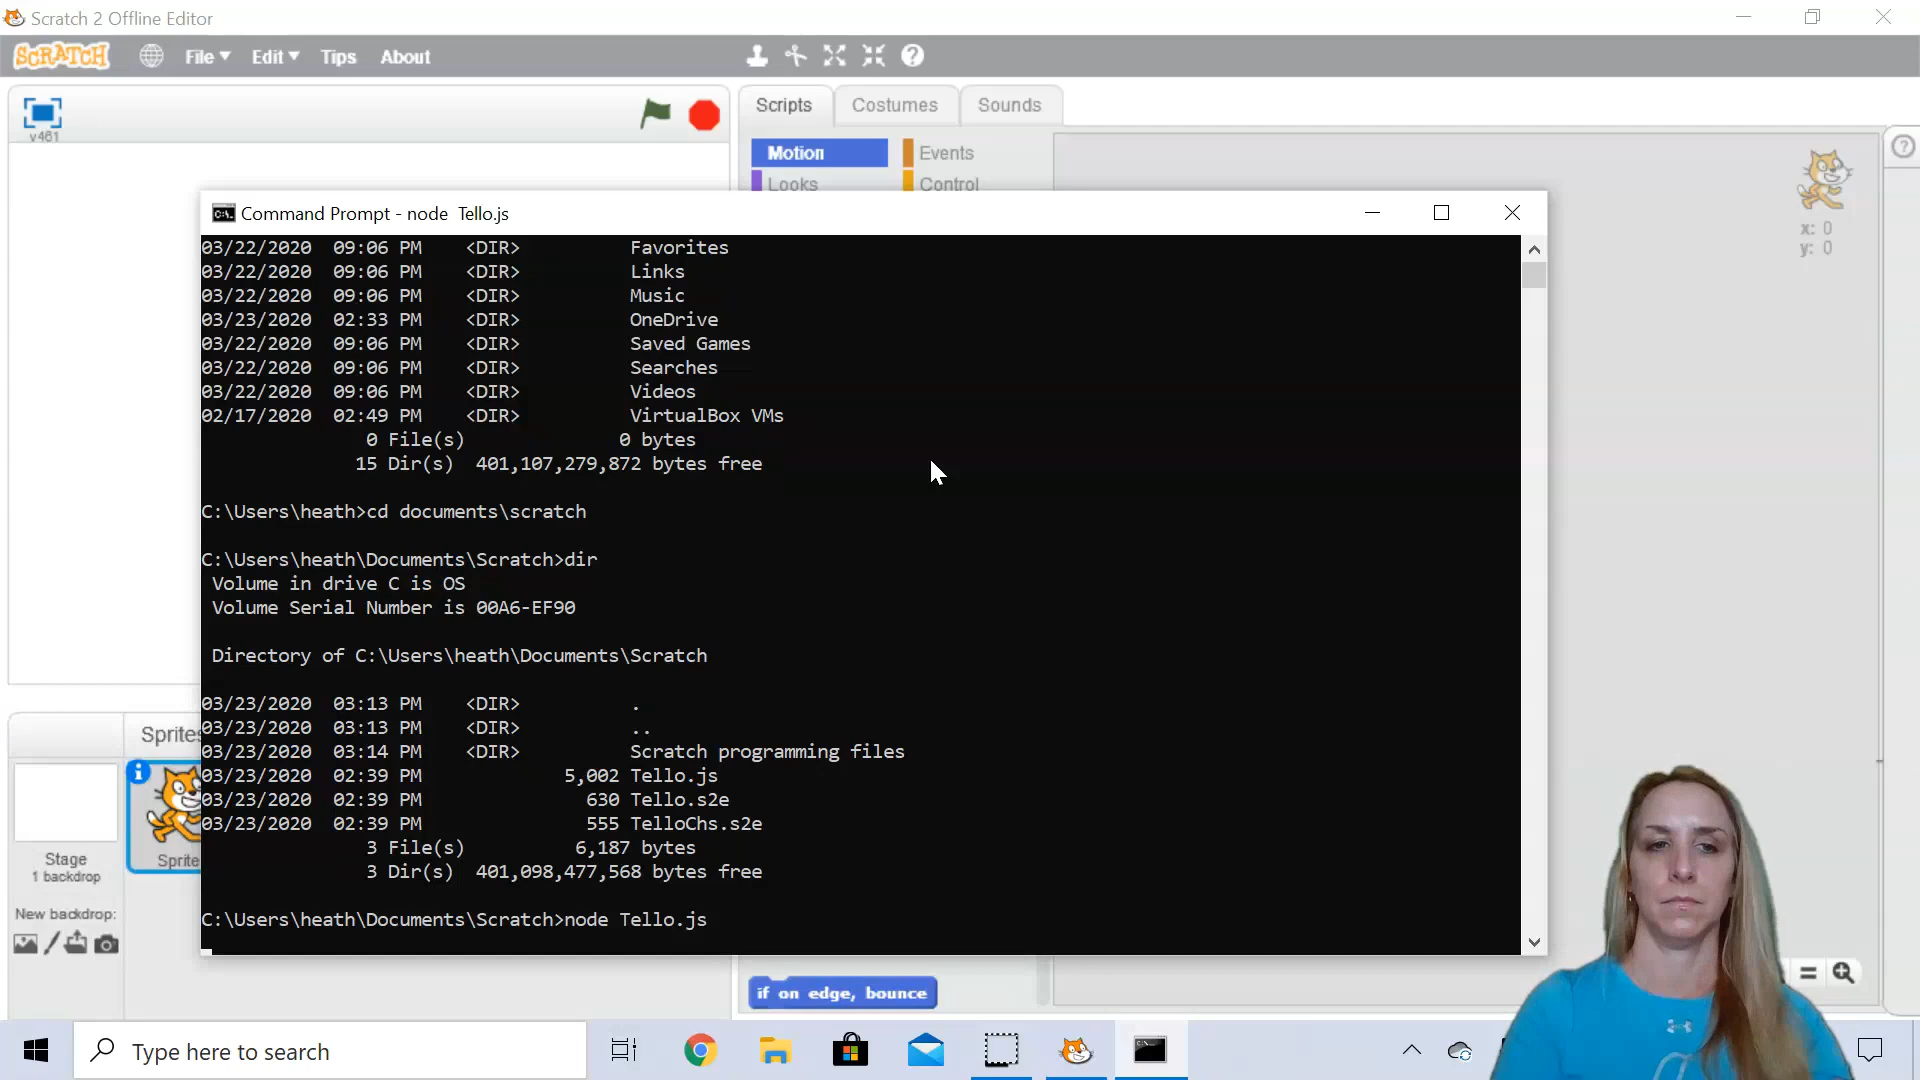 Scratch 2 Offline Editor
SCRATCH File Edit Tips About
v461
Scripts Costumes Sounds
Motion Events
Looks Control
x: 0
y: 0
Command Prompt - node  Tello.js
03/22/2020  09:06 PM    <DIR>          Favorites
03/22/2020  09:06 PM    <DIR>          Links
03/22/2020  09:06 PM    <DIR>          Music
03/23/2020  02:33 PM    <DIR>          OneDrive
03/22/2020  09:06 PM    <DIR>          Saved Games
03/22/2020  09:06 PM    <DIR>          Searches
03/22/2020  09:06 PM    <DIR>          Videos
02/17/2020  02:49 PM    <DIR>          VirtualBox VMs
0 File(s)              0 bytes
15 Dir(s)  401,107,279,872 bytes free
C:\Users\heath>cd documents\scratch
C:\Users\heath\Documents\Scratch>dir
Volume in drive C is OS
Volume Serial Number is 00A6-EF90
Directory of C:\Users\heath\Documents\Scratch
03/23/2020  03:13 PM    <DIR>          .
03/23/2020  03:13 PM    <DIR>          ..
03/23/2020  03:14 PM    <DIR>          Scratch programming files
03/23/2020  02:39 PM             5,002 Tello.js
03/23/2020  02:39 PM               630 Tello.s2e
03/23/2020  02:39 PM               555 TelloChs.s2e
3 File(s)          6,187 bytes
3 Dir(s)  401,098,477,568 bytes free
C:\Users\heath\Documents\Scratch>node Tello.js
Sprites
Sprite
Stage
1 backdrop
New backdrop:
if on edge, bounce
Type here to search